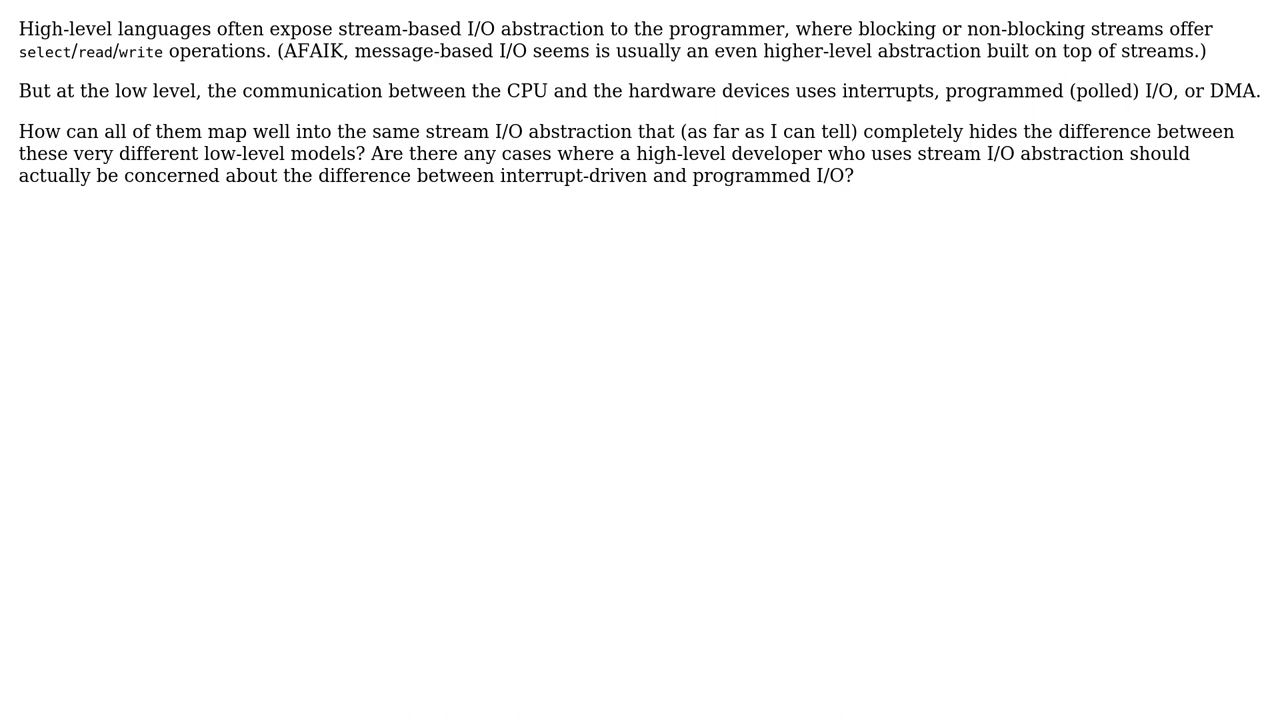 High-level languages often expose stream-based I/O abstraction to the programmer, where blocking or non-blocking streams offer
select/read/write operations. (AFAIK, message-based I/O seems is usually an even higher-level abstraction built on top of streams.)
But at the low level, the communication between the CPU and the hardware devices uses interrupts, programmed (polled) I/O, or DMA.
How can all of them map well into the same stream I/O abstraction that (as far as I can tell) completely hides the difference between
these very different low-level models? Are there any cases where a high-level developer who uses stream I/O abstraction should
actually be concerned about the difference between interrupt-driven and programmed I/O?